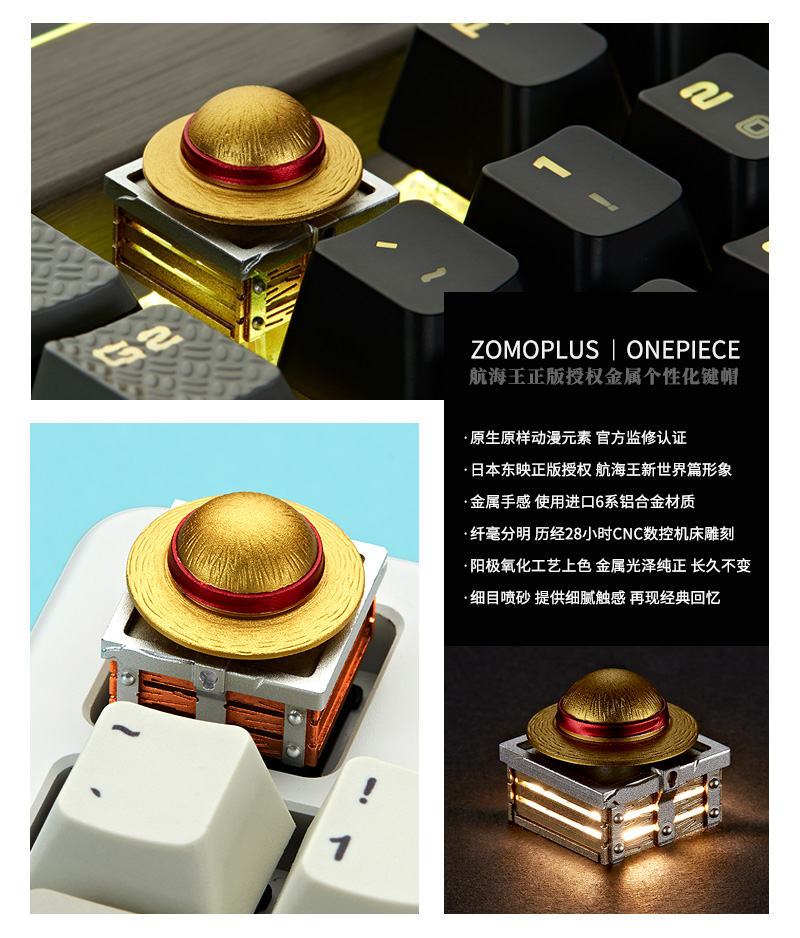 2
1
2
G2
ZOMOPLUS | ONEPIECE
航海王正版授权金属个性化键帽
·原生原样动漫元素 官方监修认证
·日本东映正版授权 航海王新世界篇形象
·金属手感 使用进口6系铝合金材质
·纤毫分明 历经28小时CNC数控机床雕刻
·阳极氧化工艺上色 金属光泽纯正 长久不变
·细目喷砂 提供细腻触感 再现经典回忆
~
!
1